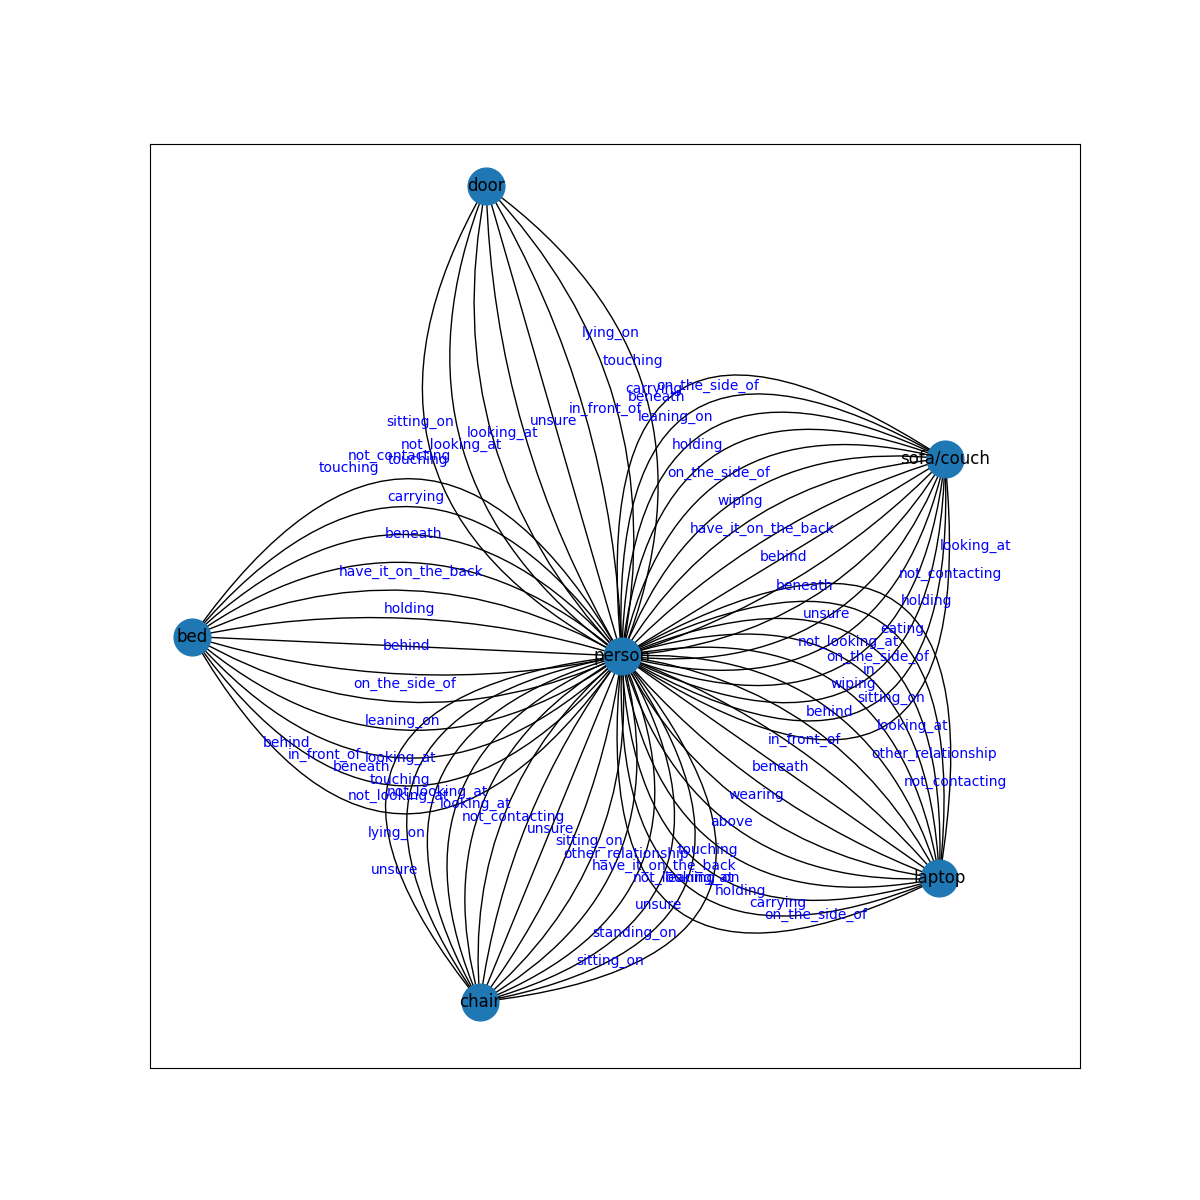 door
lying_on
touching
on_the_side_of
carrying
beneath
in_front_of
leaning_on
unsure
sitting_on
looking_at
not_looking_at
holding
not_contacting
touching
touching
sofa/couch
on_the_side_of
carrying
wiping
beneath
have_it_on_the_back
looking_at
behind
have_it_on_the_back
not_contacting
beneath
holding
holding
unsure
eating
bed
not_looking_at
behind
person
on_the_side_of
in
on_the_side_of
wiping
sitting_on
behind
leaning_on
looking_at
behind
in_front_of
in_front_of
other_relationship
looking_at
beneath
beneath
touching
not_contacting
not_looking_at
not_looking_at
wearing
looking_at
not_contacting
above
unsure
lying_on
sitting_on
touching
other_relationship
have_it_on_the_back
unsure
laptop
holding
carrying
unsure
on_the_side_of
standing_on
sitting_on
chair